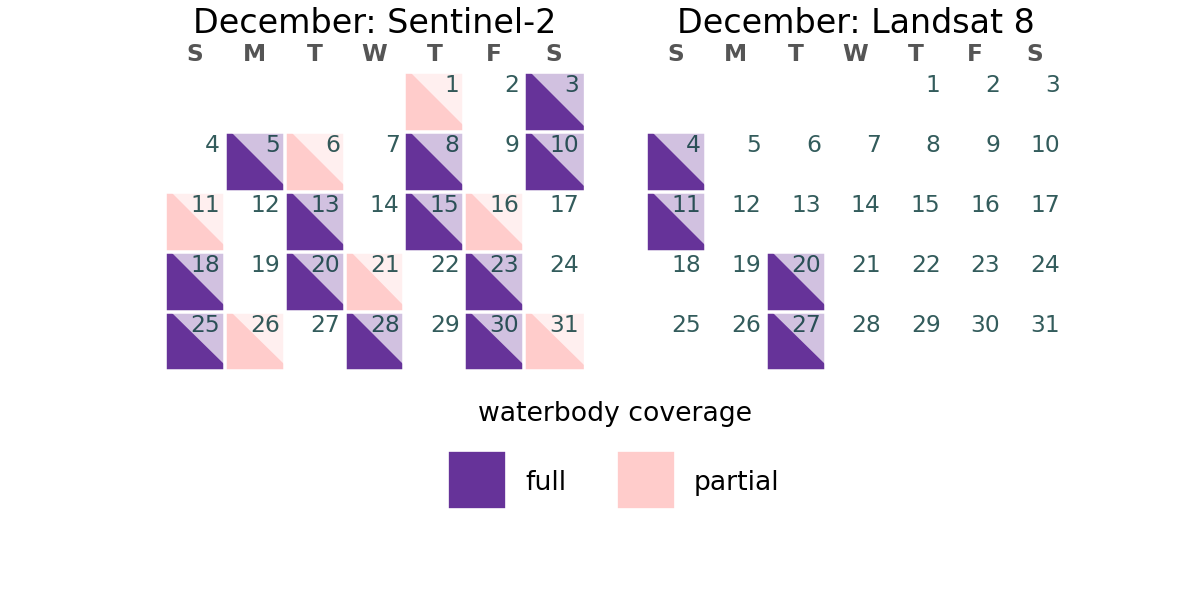 December: Sentinel-2
S M T W T F S
1 2 3
4 5 6 7 8 9 10
11 12 13 14 15 16 17
18 19 20 21 22 23 24
25 26 27 28 29 30 31
December: Landsat 8
S M T W T F S
1 2 3
4 5 6 7 8 9 10
11 12 13 14 15 16 17
18 19 20 21 22 23 24
25 26 27 28 29 30 31
waterbody coverage
full
partial